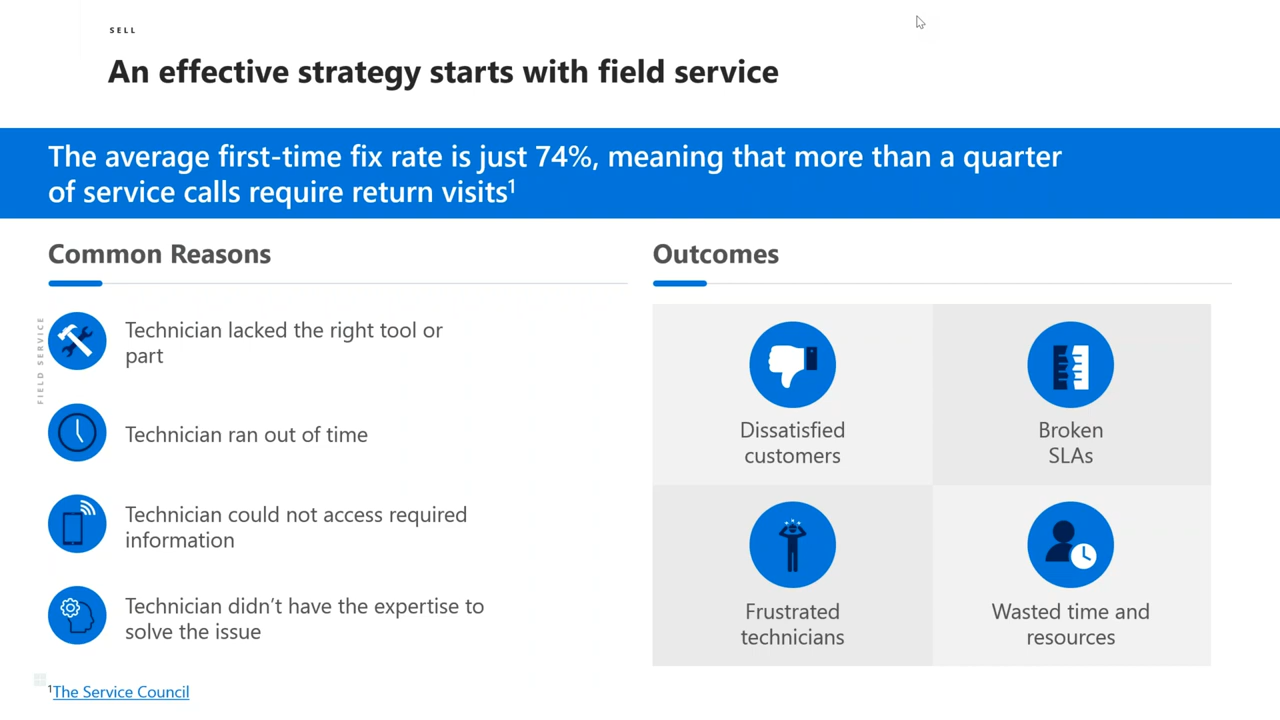 SELL
An effective strategy starts with field service
The average first-time fix rate is just 74%, meaning that more than a quarter
of service calls require return visits¹
Common Reasons
Outcomes
FIELD SERVICE
Technician lacked the right tool or
part
Technician ran out of time
Technician could not access required
information
Technician didn’t have the expertise to
solve the issue
Dissatisfied
customers
Broken
SLAs
Frustrated
technicians
Wasted time and
resources
¹The Service Council